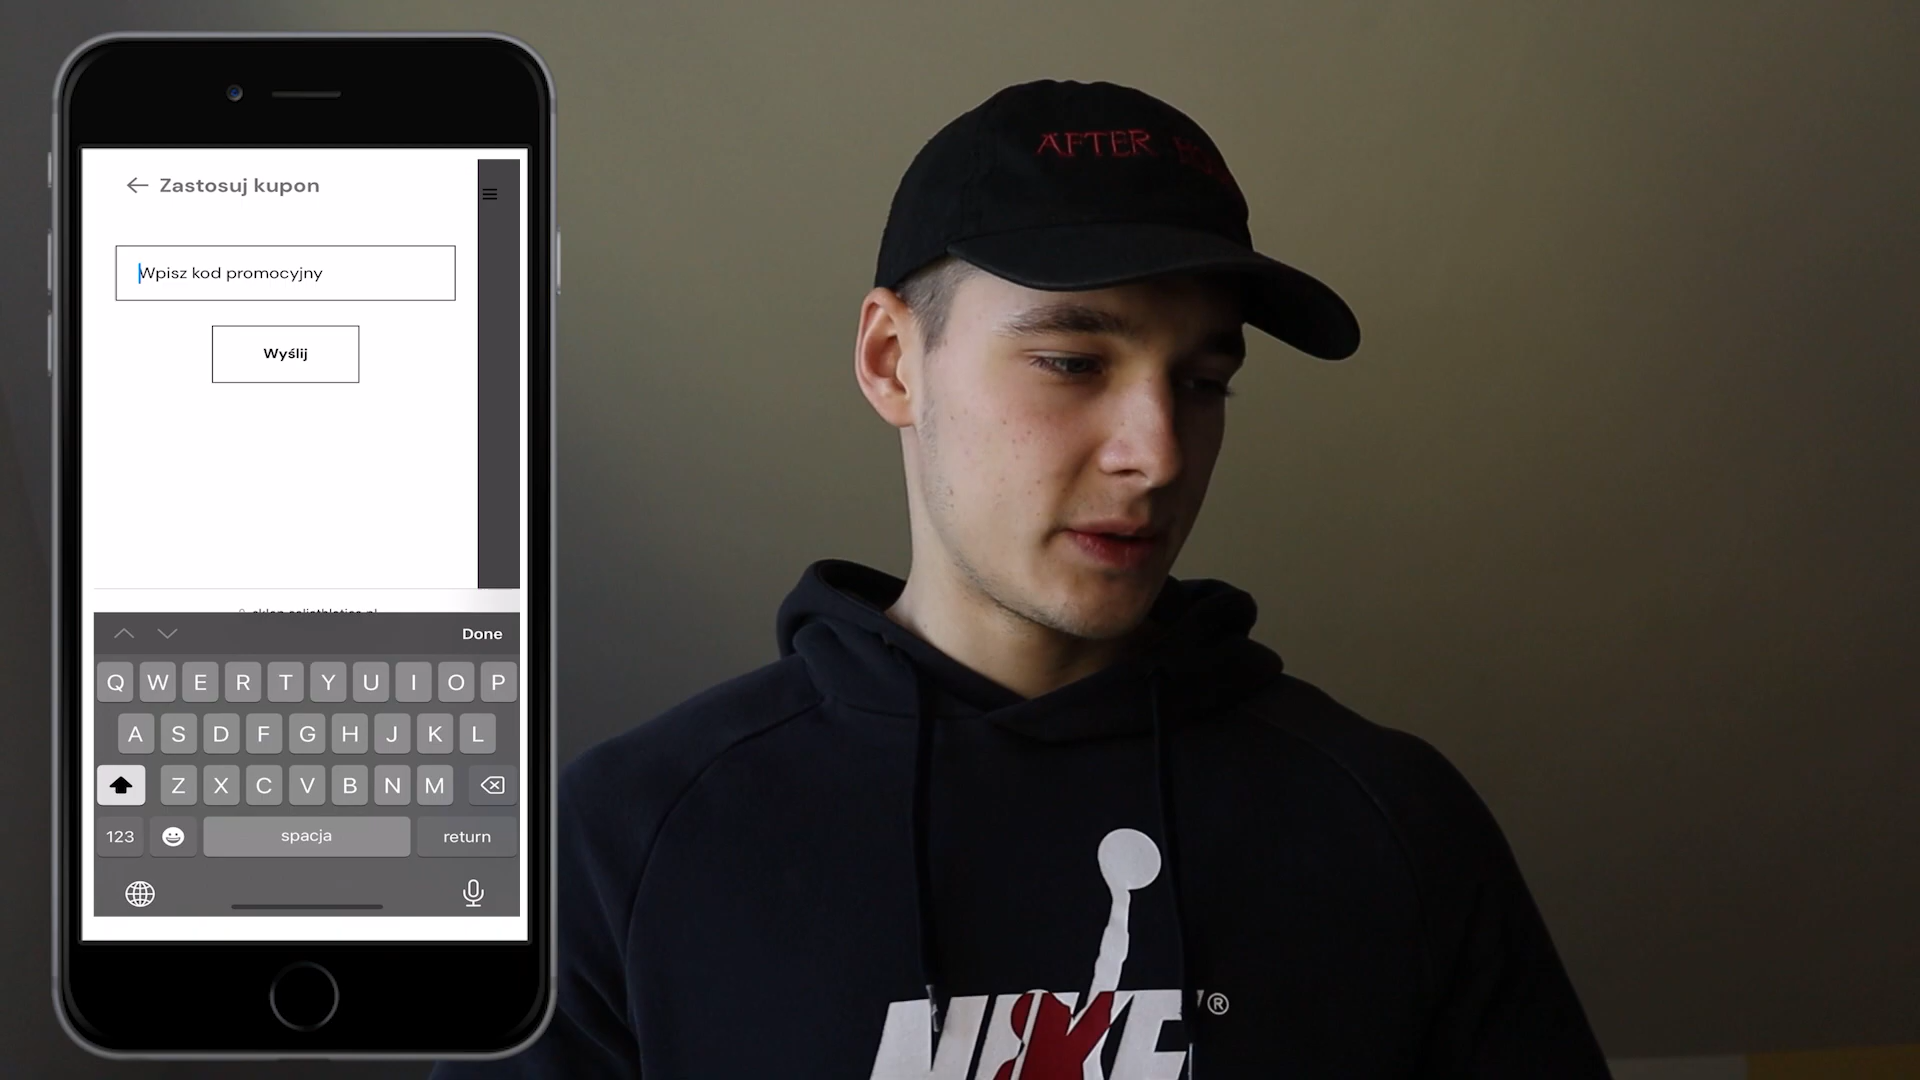 Zastosuj kupon
Wpisz kod promocyjny
Wyślij
Done
Q W E R T Y U I O P
A S D F G H J K L
Z X C V B N M
123
spacja
return
AFTER
NIKE
®